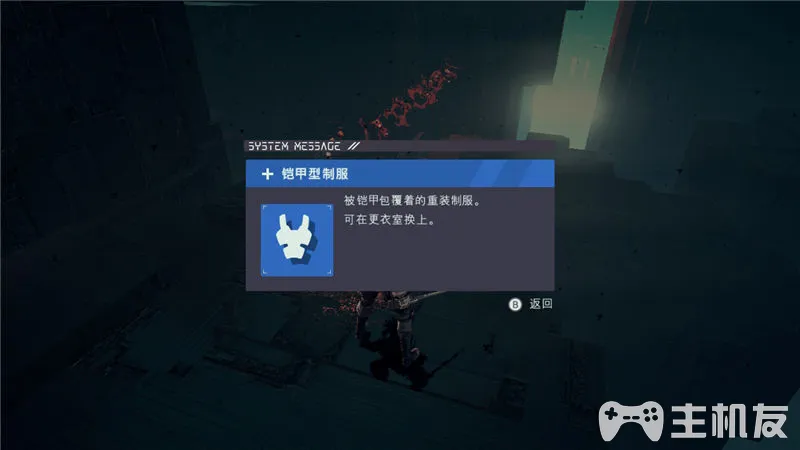 SYSTEM MESSAGE
+ 铠甲型制服
被铠甲包覆着的重装制服。
可在更衣室换上。
B 返回
主机友